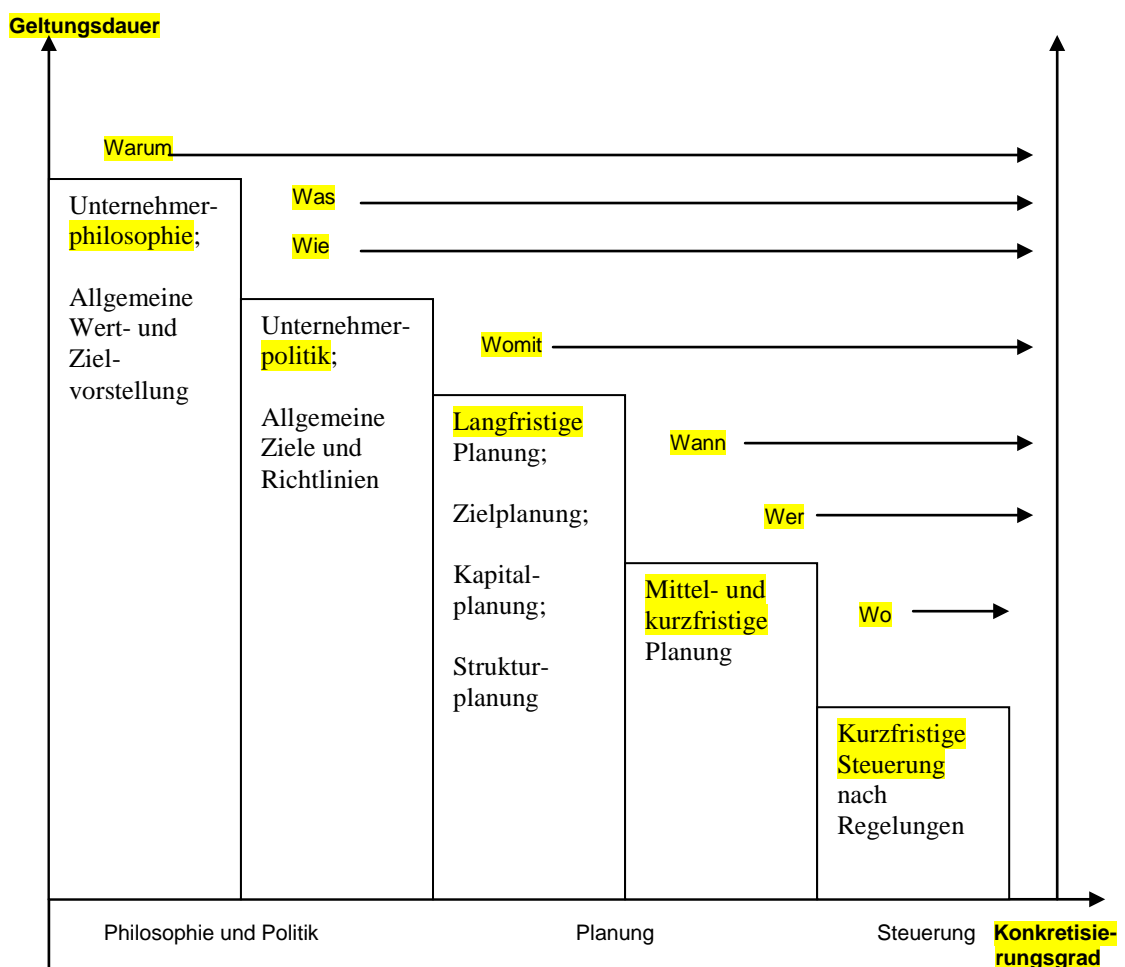 Geltungsdauer
Warum
Unternehmer-
philosophie;
Allgemeine
Wert- und
Ziel-
vorstellung
Was
Wie
Unternehmer-
politik;
Allgemeine
Ziele und
Richtlinien
Womit
Langfristige
Planung;
Zielplanung;
Kapital-
planung;
Struktur-
planung
Wann
Wer
Mittel- und
kurzfristige
Planung
Wo
Kurzfristige
Steuerung
nach
Regelungen
Philosophie und Politik
Planung
Steuerung
Konkretisie-
rungsgrad